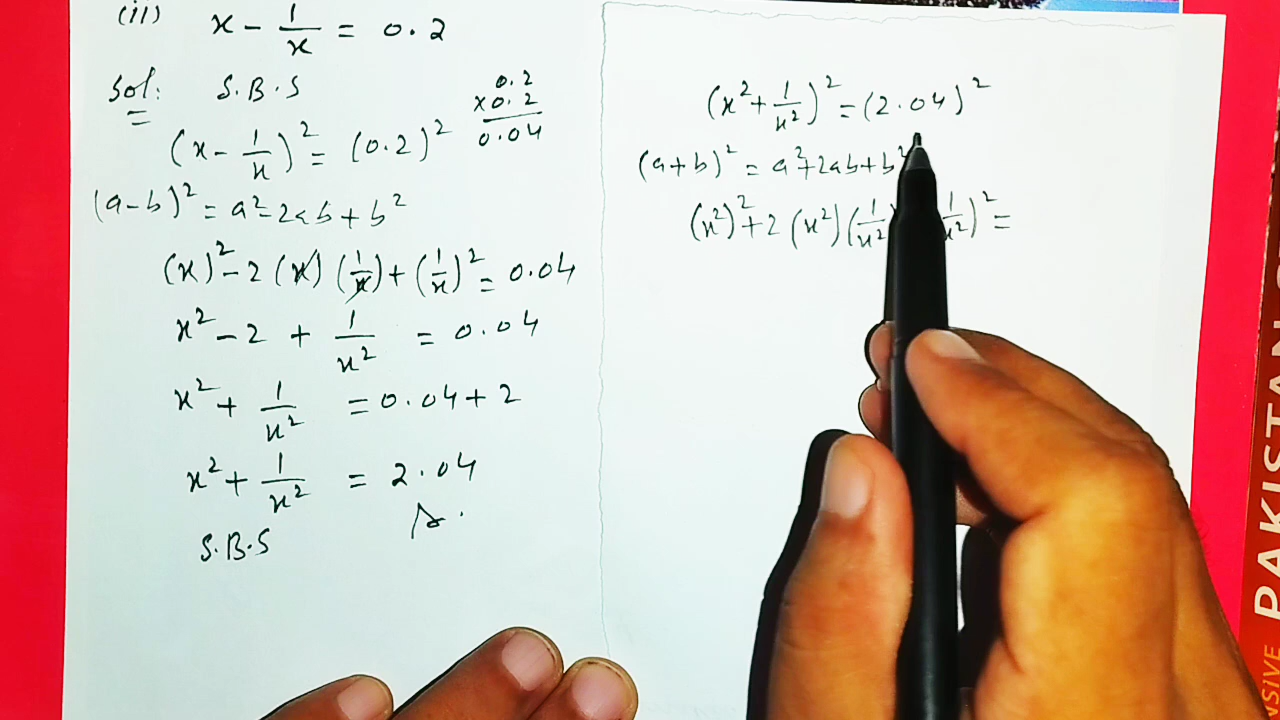 (ii) x - 1/x = 0.2
Sol: S.B.S
0.2
x0.2
0.04
(x - 1/x)² = (0.2)²
(a-b)² = a²-2ab+b²
(x)² - 2(x)(1/x) + (1/x)² = 0.04
x² - 2 + 1/x² = 0.04
x² + 1/x² = 0.04+2
x² + 1/x² = 2.04
S.B.S
(x² + 1/x²)² = (2.04)²
(a+b)² = a²+2ab+b²
(x²)² + 2(x²)(1/x² 1/x²)² =
PAKISTAN